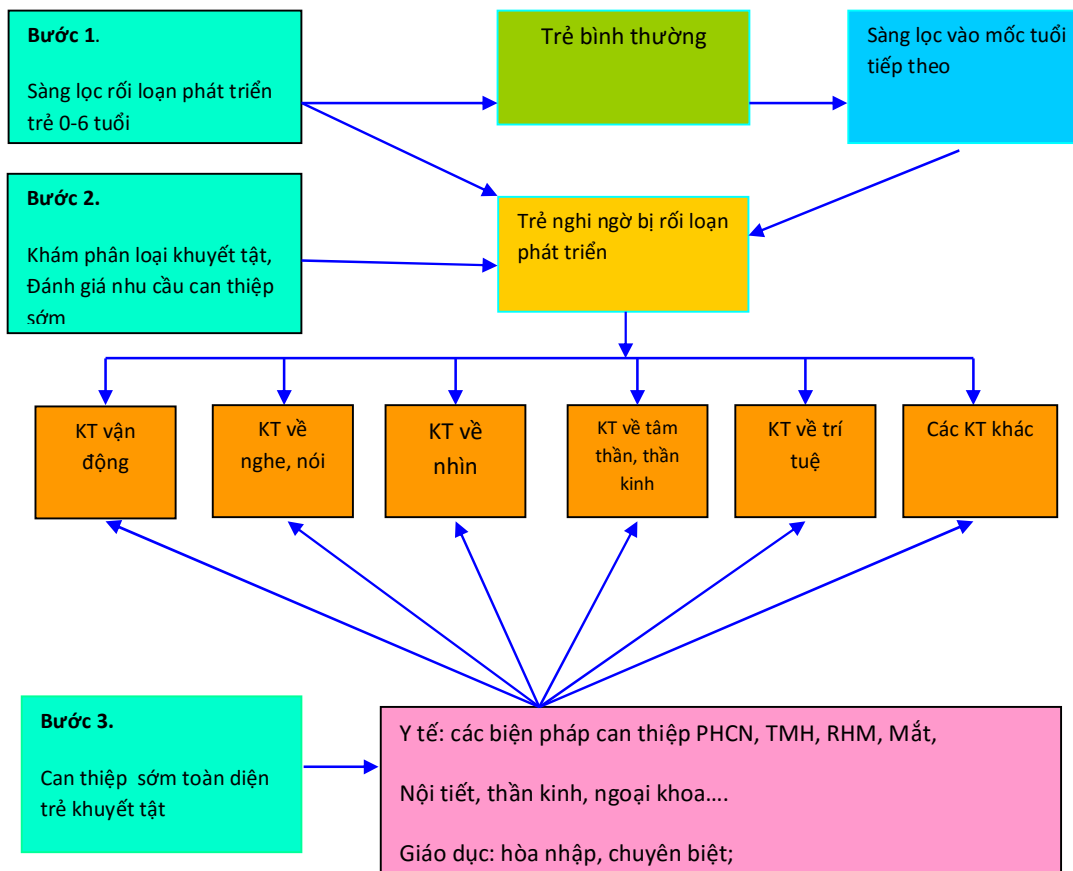 Bước 1.
Sàng lọc rối loạn phát triển
trẻ 0-6 tuổi
Trẻ bình thường
Sàng lọc vào mốc tuổi
tiếp theo
Bước 2.
Khám phân loại khuyết tật,
Đánh giá nhu cầu can thiệp
sớm
Trẻ nghi ngờ bị rối loạn
phát triển
KT vận
động
KT về
nghe, nói
KT về
nhìn
KT về tâm
thần, thần
kinh
KT về trí
tuệ
Các KT khác
Bước 3.
Can thiệp sớm toàn diện
trẻ khuyết tật
Y tế: các biện pháp can thiệp PHCN, TMH, RHM, Mắt,
Nội tiết, thần kinh, ngoại khoa....
Giáo dục: hòa nhập, chuyên biệt;